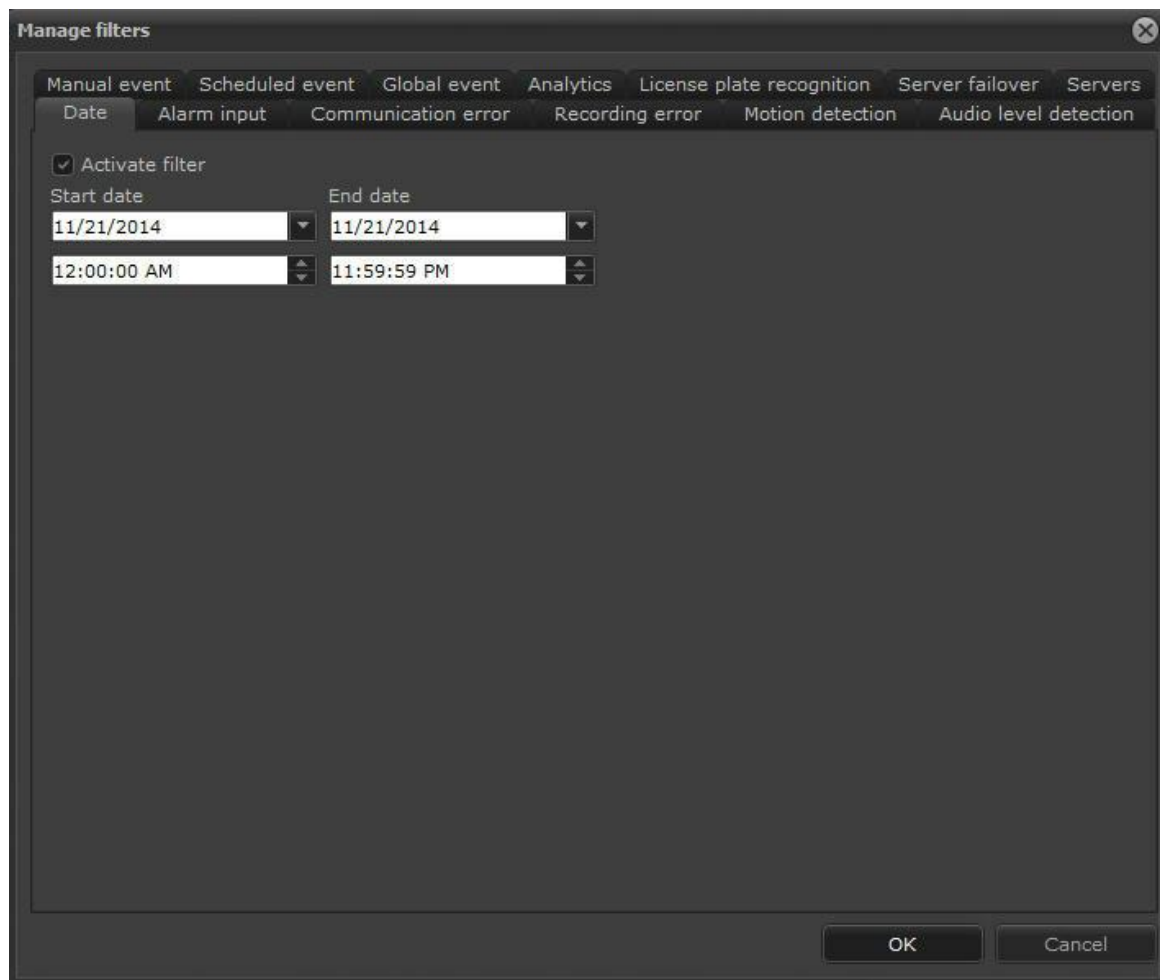 Manage filters
Manual event Scheduled event Global event Analytics License plate recognition Server failover Servers
Date Alarm input Communication error Recording error Motion detection Audio level detection
Activate filter
Start date End date
11/21/2014 11/21/2014
12:00:00 AM 11:59:59 PM
OK Cancel